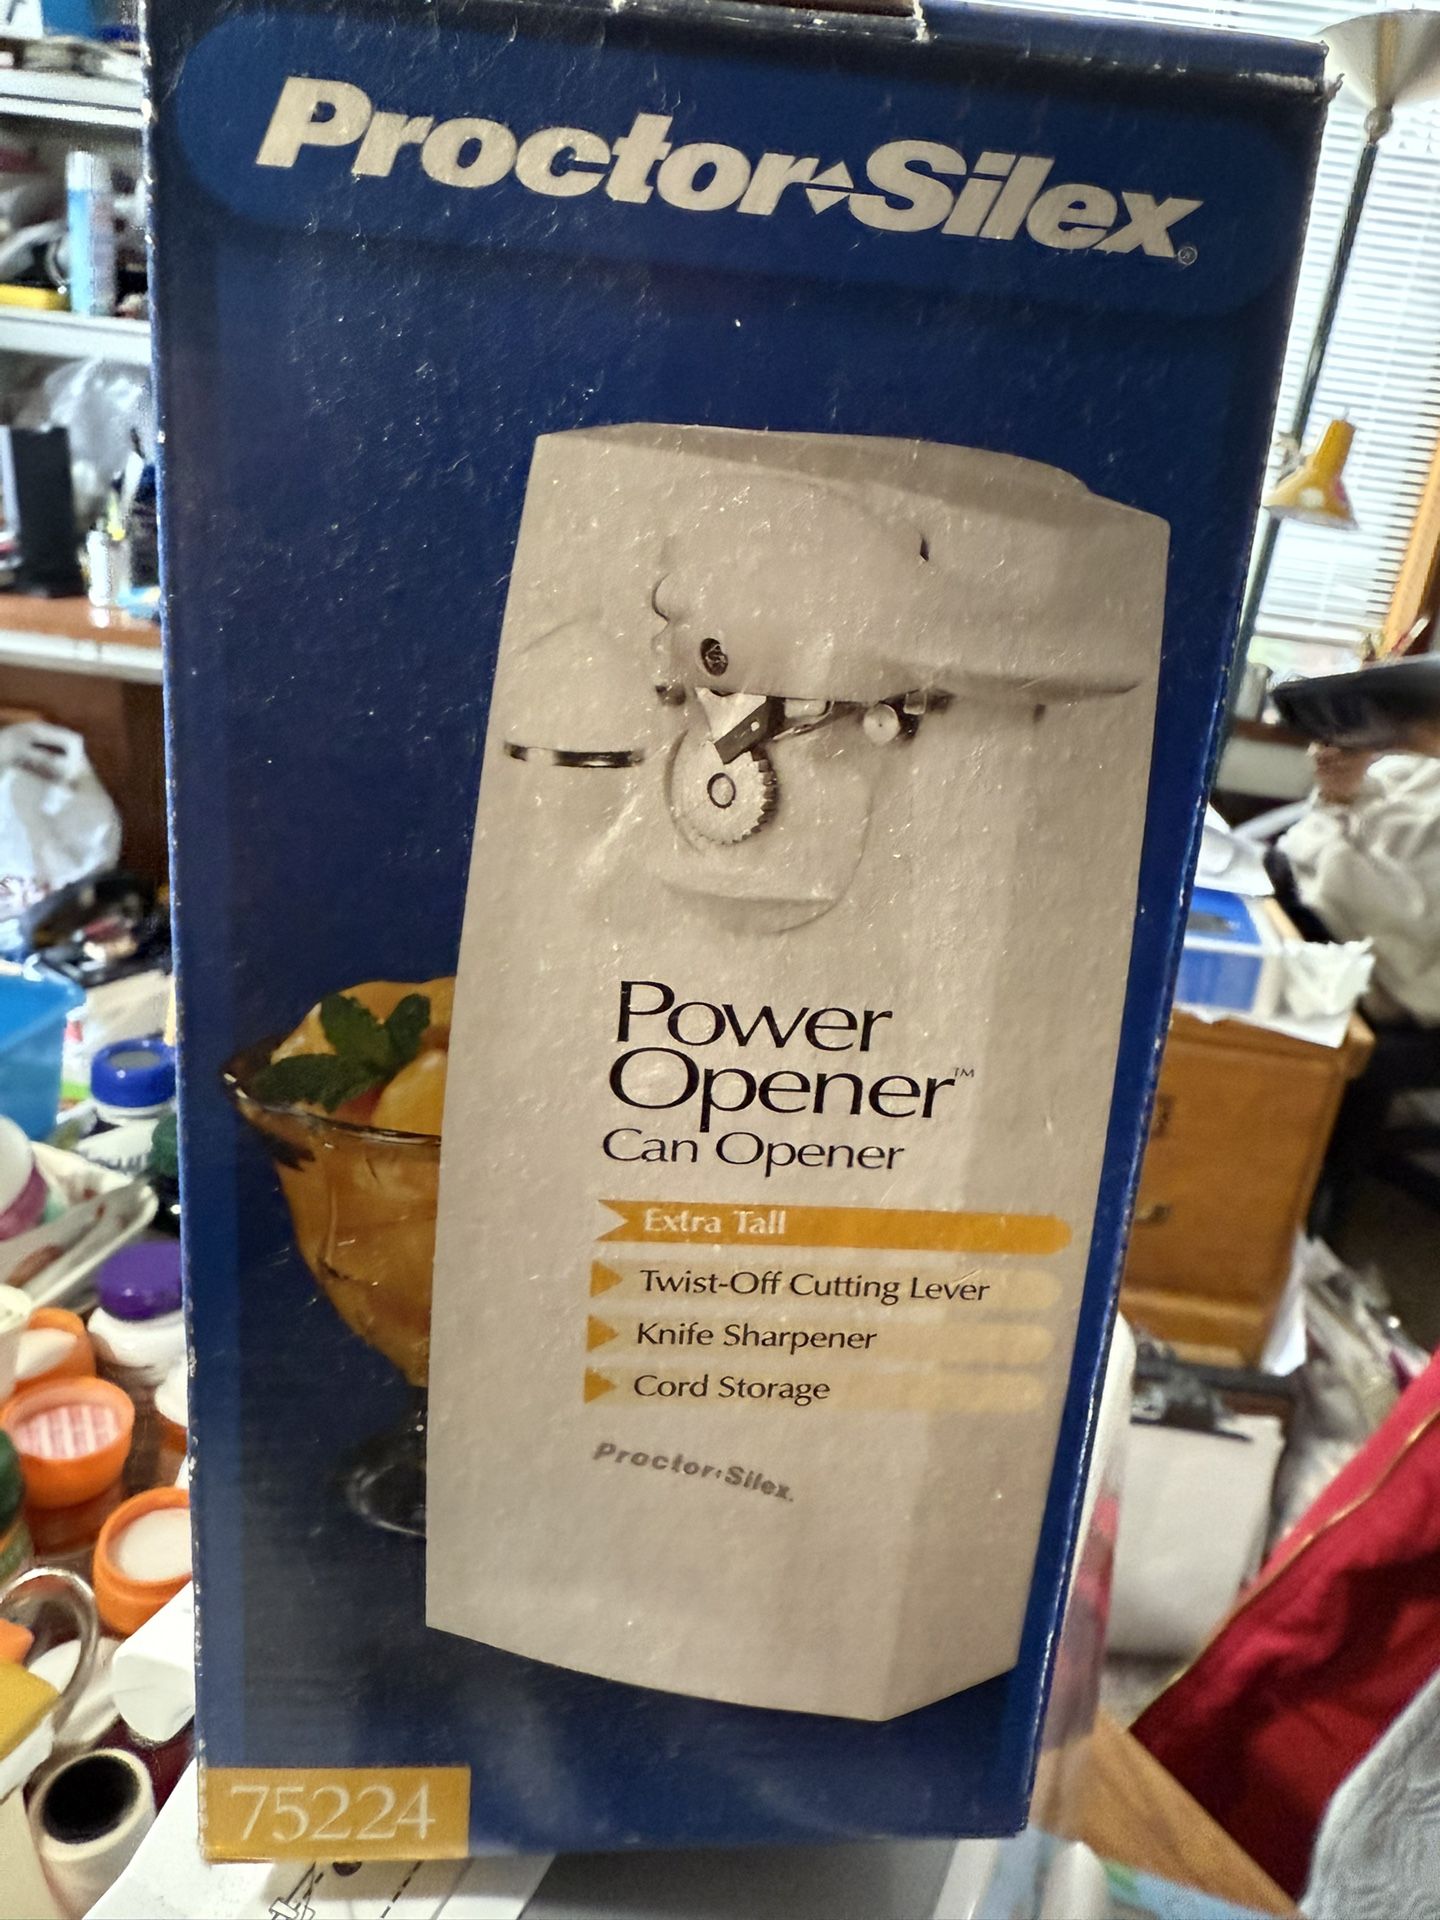 Proctor-Silex®
Power
Opener™
Can Opener
Extra Tall
Twist-Off Cutting Lever
Knife Sharpener
Cord Storage
Proctor-Silex.
75224